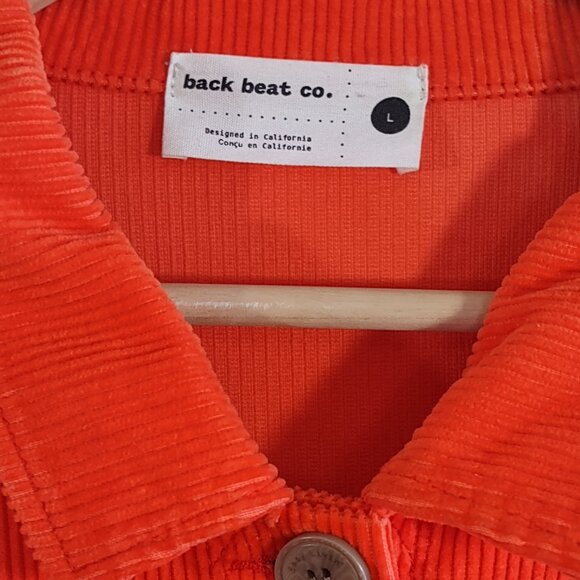 back beat co.
L
Designed in California
Conçu en Californie